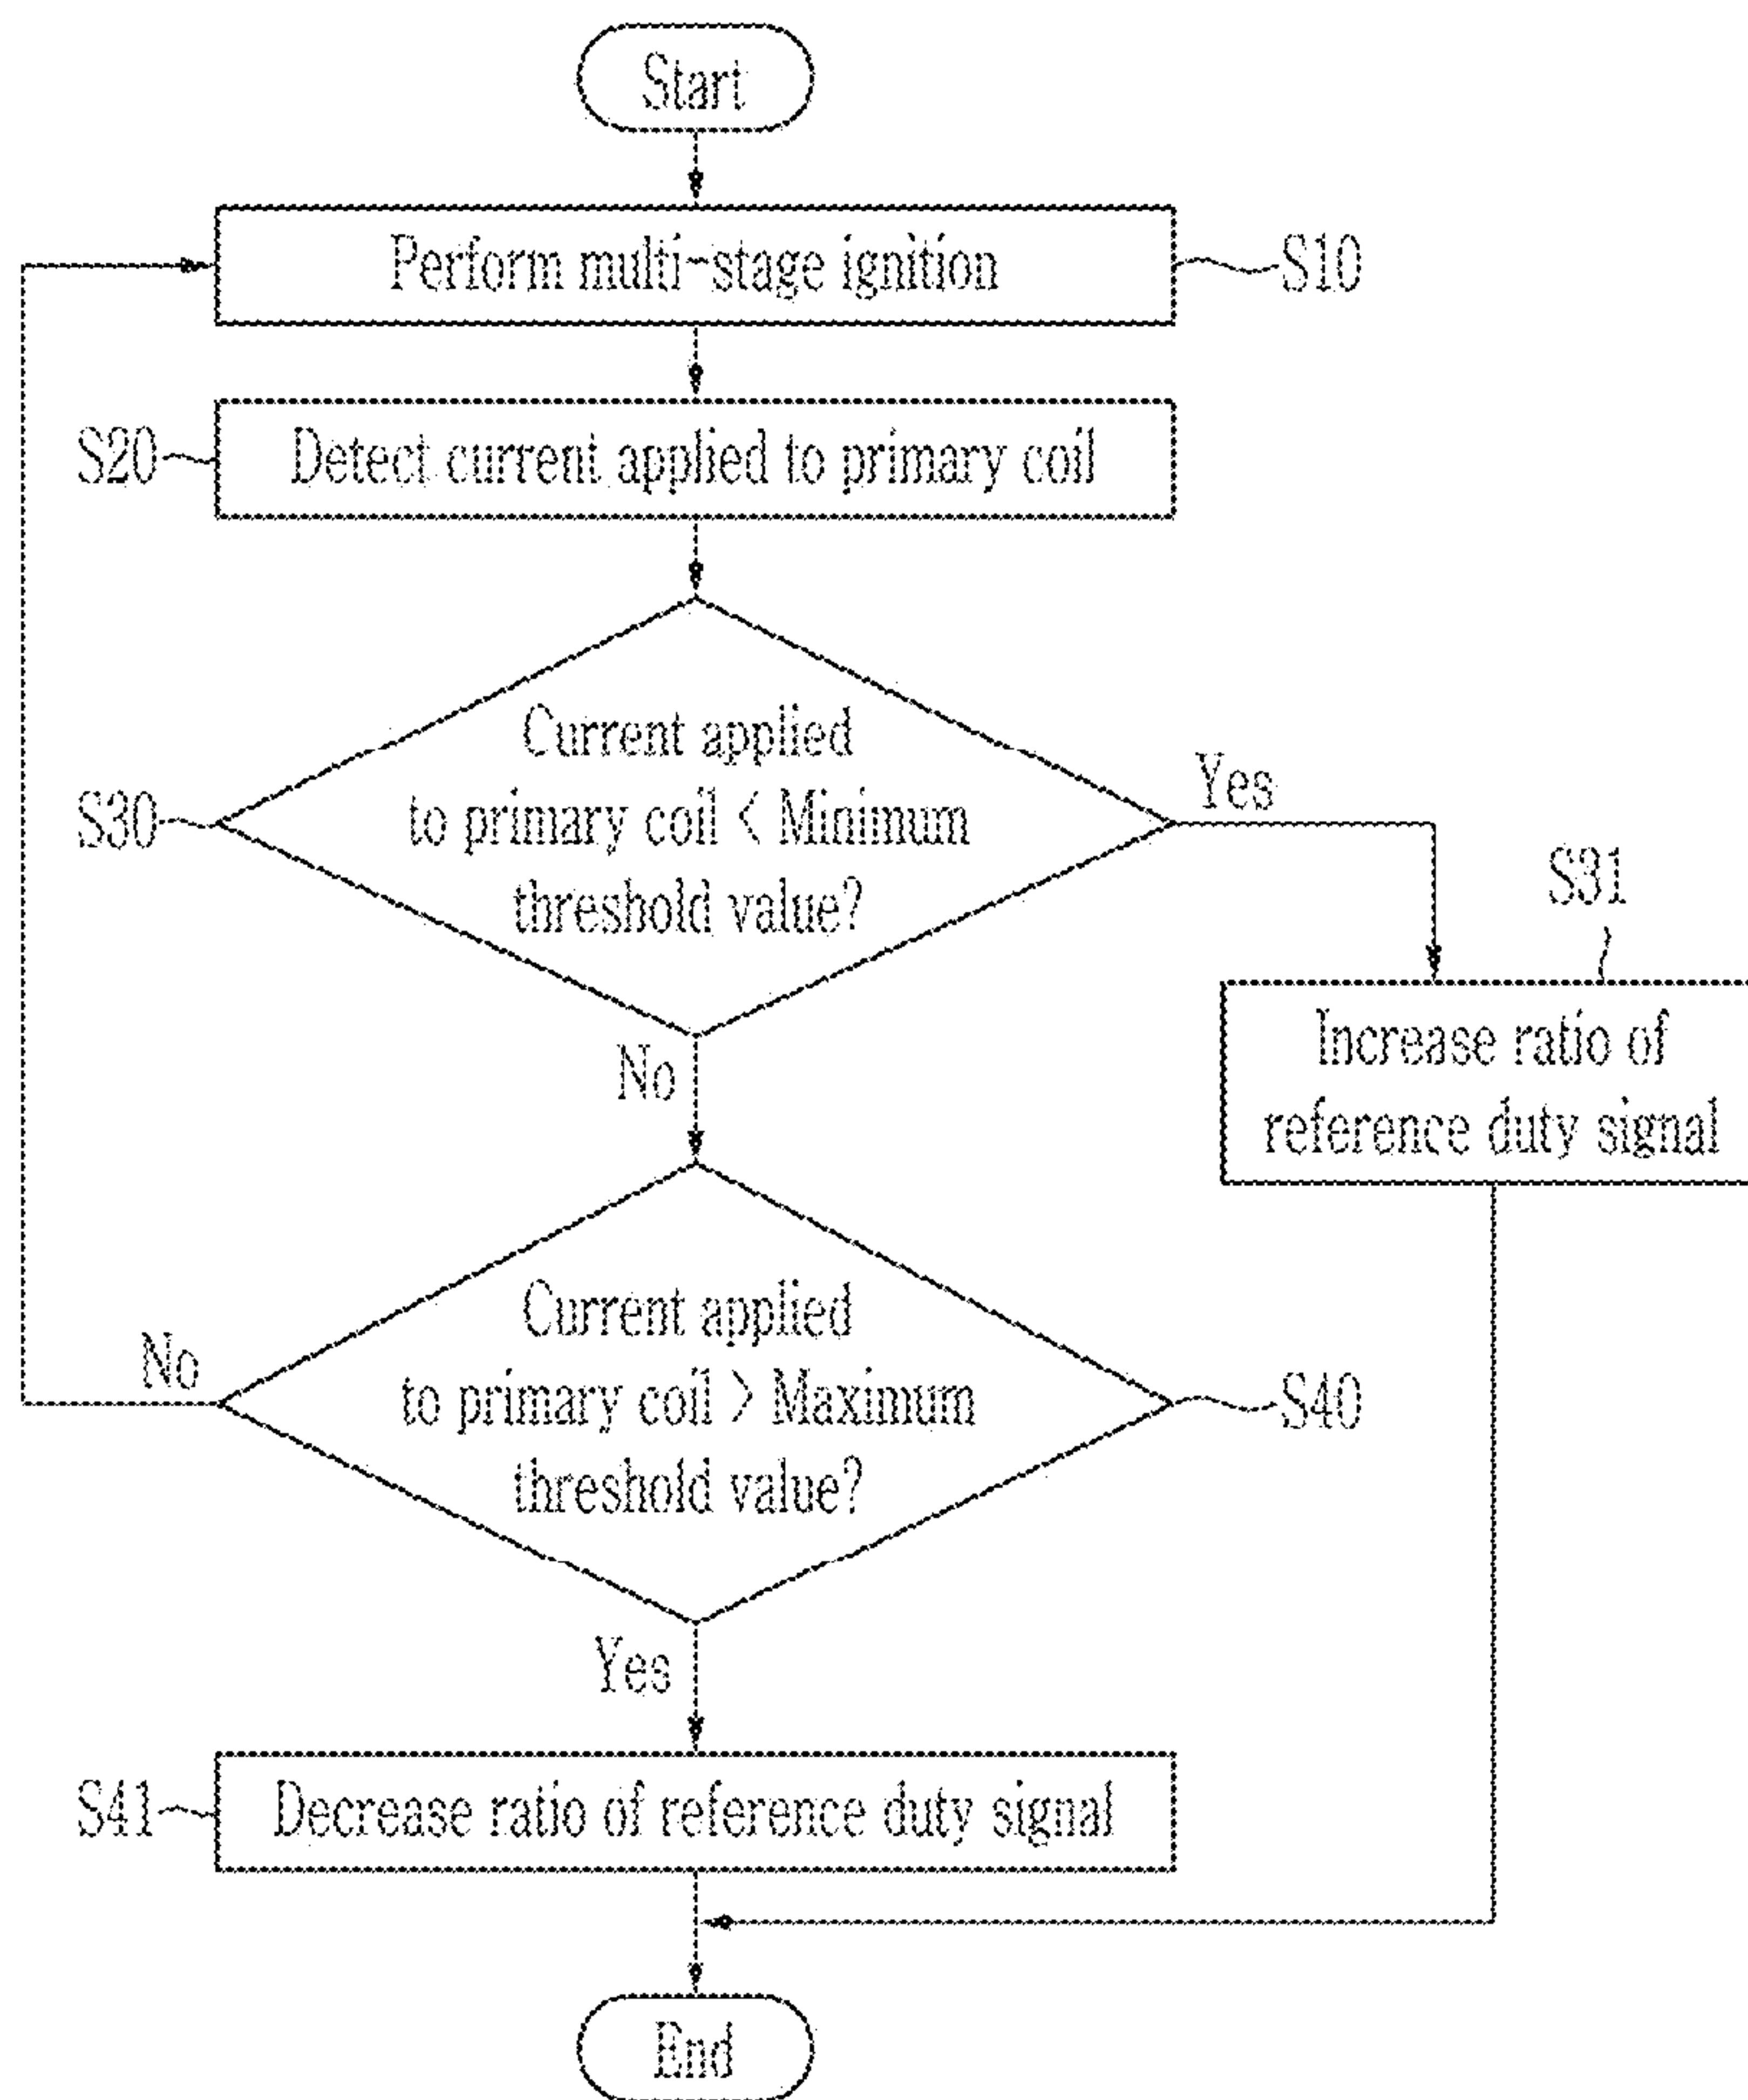 Start
Perform multi-stage ignition
S10
S20
Detect current applied to primary coil
Current applied
to primary coil < Minimum
threshold value?
S30
Yes
S31
Increase ratio of
reference duty signal
No
Current applied
to primary coil > Maximum
threshold value?
No
S40
Yes
S41
Decrease ratio of reference duty signal
End